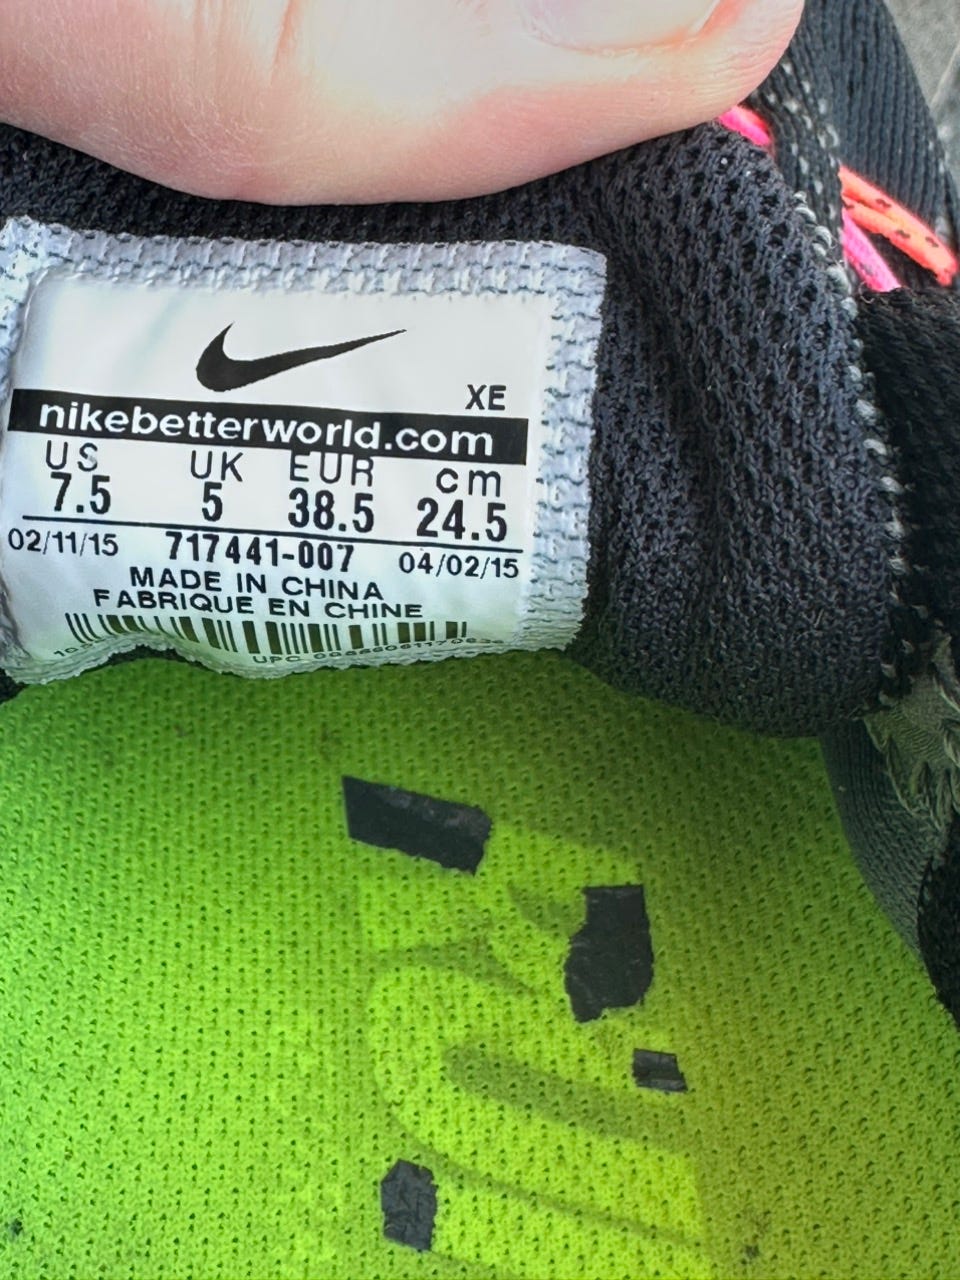 XE
nikebetterworld.com
US UK EUR cm
7.5 5 38.5 24.5
02/11/15 717441-007 04/02/15
MADE IN CHINA
FABRIQUE EN CHINE
UPC